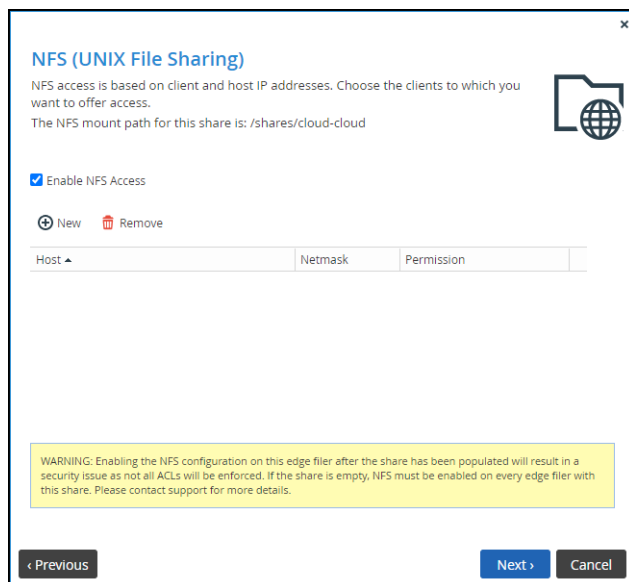 ×
NFS (UNIX File Sharing)
NFS access is based on client and host IP addresses. Choose the clients to which you
want to offer access.
The NFS mount path for this share is: /shares/cloud-cloud
Enable NFS Access
New Remove
Host Netmask Permission
WARNING: Enabling the NFS configuration on this edge filer after the share has been populated will result in a
security issue as not all ACLs will be enforced. If the share is empty, NFS must be enabled on every edge filer with
this share. Please contact support for more details.
‹ Previous Next › Cancel